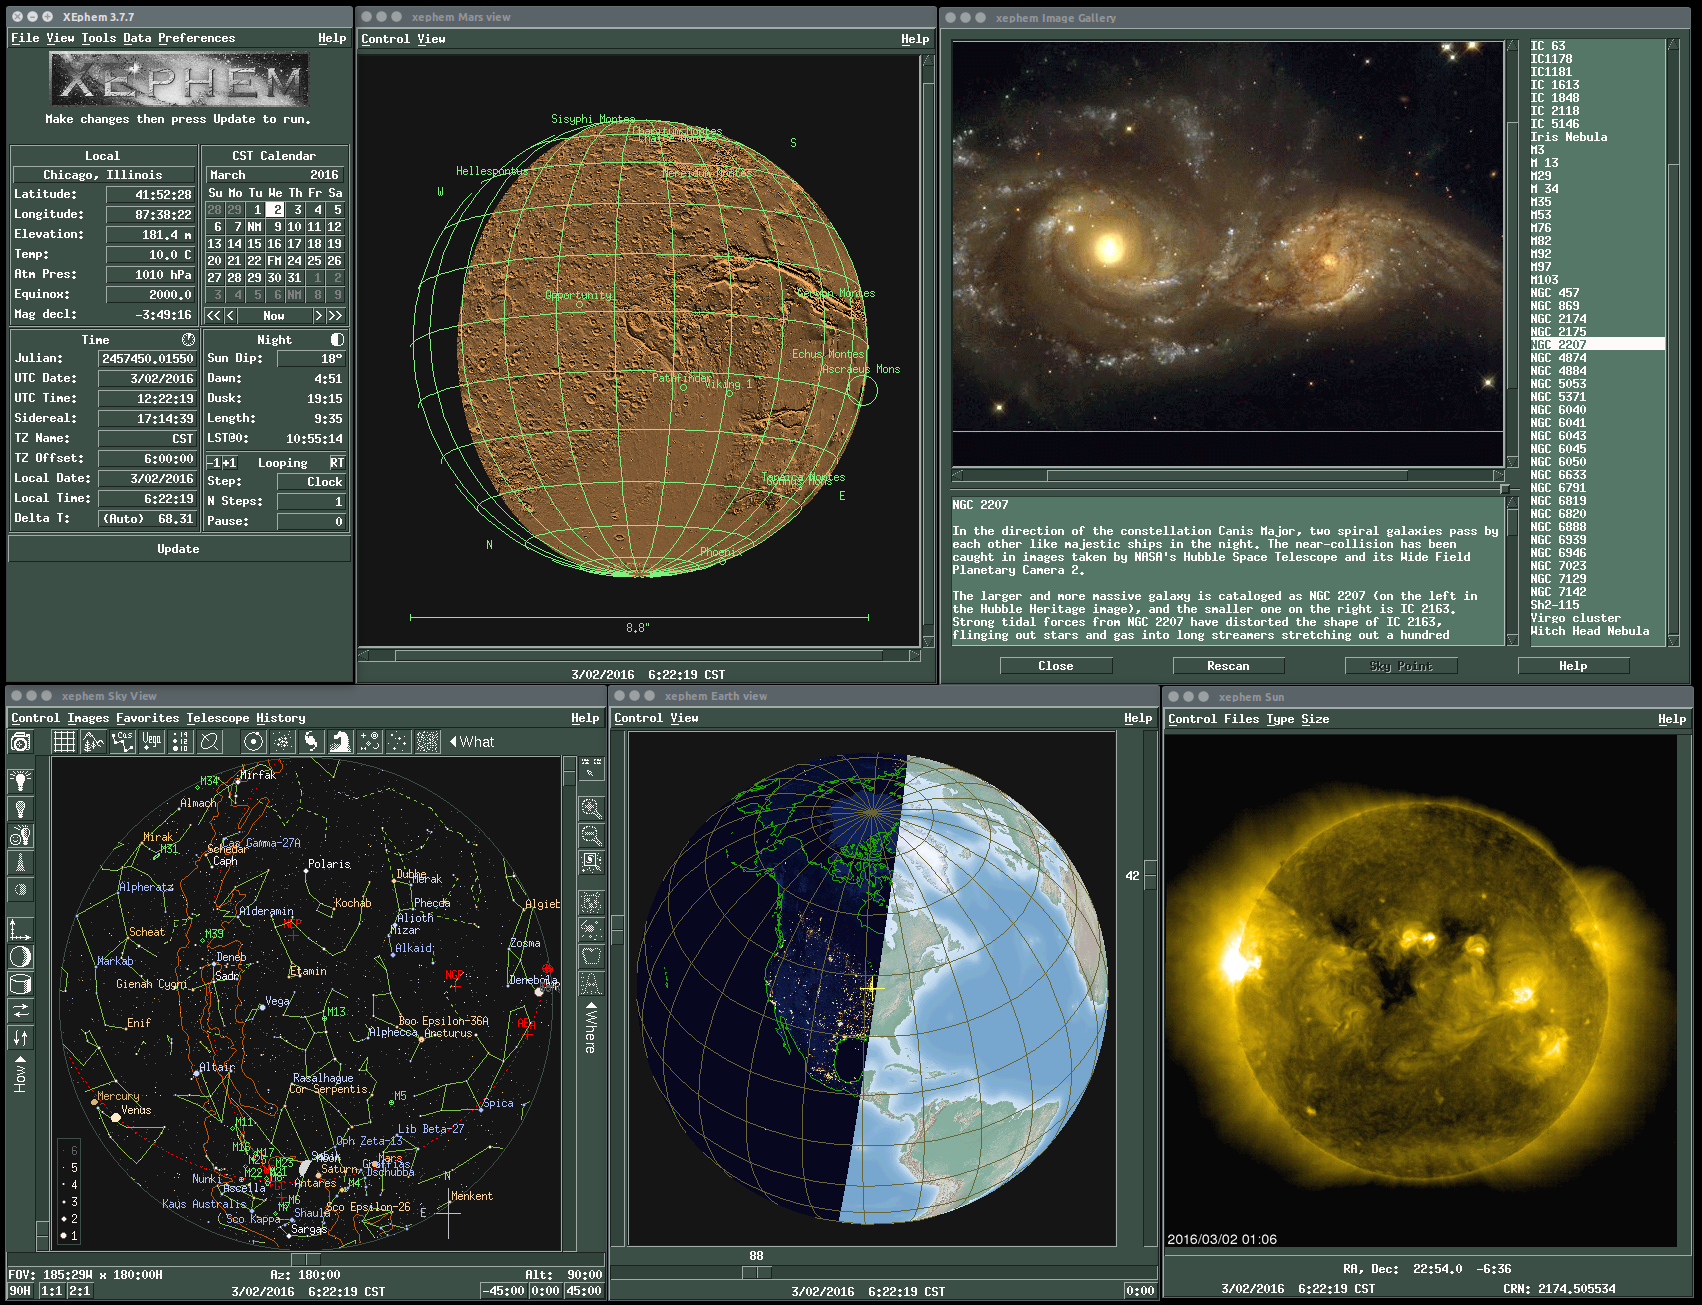 XEphem 3.7.7
File View Tools Data Preferences Help
XEPHEM
Make changes then press Update to run.
Local
Chicago, Illinois
Latitude: 41:52:28
Longitude: 87:38:22
Elevation: 181.4 m
Temp: 10.0 C
Atm Pres: 1010 hPa
Equinox: 2000.0
Mag decl: -3:49:16
CST Calendar
March 2016
Su Mo Tu We Th Fr Sa
28 29 1 2 3 4 5
6 7 NM 9 10 11 12
13 14 15 16 17 18 19
20 21 22 FM 24 25 26
27 28 29 30 31 1 2
3 4 5 6 NM 8 9
<< < Now > >>
Time
Julian: 2457450.01550
UTC Date: 3/02/2016
UTC Time: 12:22:19
Sidereal: 17:14:39
TZ Name: CST
TZ Offset: 6:00:00
Local Date: 3/02/2016
Local Time: 6:22:19
Delta T: (Auto) 68.31
Night
Sun Dip: 18°
Dawn: 4:51
Dusk: 19:15
Length: 9:35
LST@0: 10:55:14
-1 +1 Looping RT
Step: Clock
N Steps: 1
Pause: 0
Update
xephem Mars view
Control View Help
Sisyphi Montes
Charitum Montes
Hellespontus
Nereidum Montes
S
W
Opportunity
Geryon Montes
Echus Montes
Ascraeus Mons
Pathfinder
Viking 1
Tanaica Montes
E
N
Phoenix
8.8"
3/02/2016 6:22:19 CST
xephem Image Gallery
IC 63
IC1178
IC1181
IC 1613
IC 1848
IC 2118
IC 5146
Iris Nebula
M3
M 13
M29
M 34
M35
M53
M76
M82
M92
M97
M103
NGC 457
NGC 869
NGC 2174
NGC 2175
NGC 2207
NGC 4874
NGC 4884
NGC 5053
NGC 5371
NGC 6040
NGC 6041
NGC 6043
NGC 6045
NGC 6050
NGC 6633
NGC 6791
NGC 6819
NGC 6820
NGC 6888
NGC 6939
NGC 6946
NGC 7023
NGC 7129
NGC 7142
Sh2-115
Virgo cluster
Witch Head Nebula
NGC 2207
In the direction of the constellation Canis Major, two spiral galaxies pass by
each other like majestic ships in the night. The near-collision has been
caught in images taken by NASA's Hubble Space Telescope and its Wide Field
Planetary Camera 2.
The larger and more massive galaxy is cataloged as NGC 2207 (on the left in
the Hubble Heritage image), and the smaller one on the right is IC 2163.
Strong tidal forces from NGC 2207 have distorted the shape of IC 2163,
flinging out stars and gas into long streamers stretching out a hundred
Close Rescan Sky Point Help
xephem Sky View
Control Images Favorites Telescope History Help
Cas Vega What
M34 Mirfak
Almach
Mirak
M31
Cas Gamma-27A
Schedar
Caph
Polaris
Dubhe
Merak
Alpheratz
Kochab
Phecda
Algieb
Alderamin
Alioth
Mizar
NEP
Scheat
M39
Alkaid
Zosma
Markab
Deneb
Sadr
Etamin
NGP
Denebola
Gienah Cygni
Vega
M13
Boo Epsilon-36A
Enif
Alphecca Arcturus
AEq
Where
How
Altair
Rasalhague
Cor Serpentis
M5
Mercury
Venus
Spica
M11
Lib Beta-27
M16
M17
Oph Zeta-13
Sabik
Moon
M23
Mars
Graffias
Dschubba
Saturn
M22
M21
M8
Nunki
Ascella
Antares
M4
N
Menkent
M6
M7
Kaus Australis
Shaula
Sco Epsilon-26
E
Sco Kappa
Sargas
6
5
4
3
2
1
FOV: 185:29W x 180:00H Az: 180:00 Alt: 90:00
90H 1:1 2:1 3/02/2016 6:22:19 CST -45:00 0:00 45:00
xephem Earth view
Control View Help
42
88
3/02/2016 6:22:19 CST 0:00
xephem Sun
Control Files Type Size Help
2016/03/02 01:06
RA, Dec: 22:54.0 -6:36
3/02/2016 6:22:19 CST CRN: 2174.505534